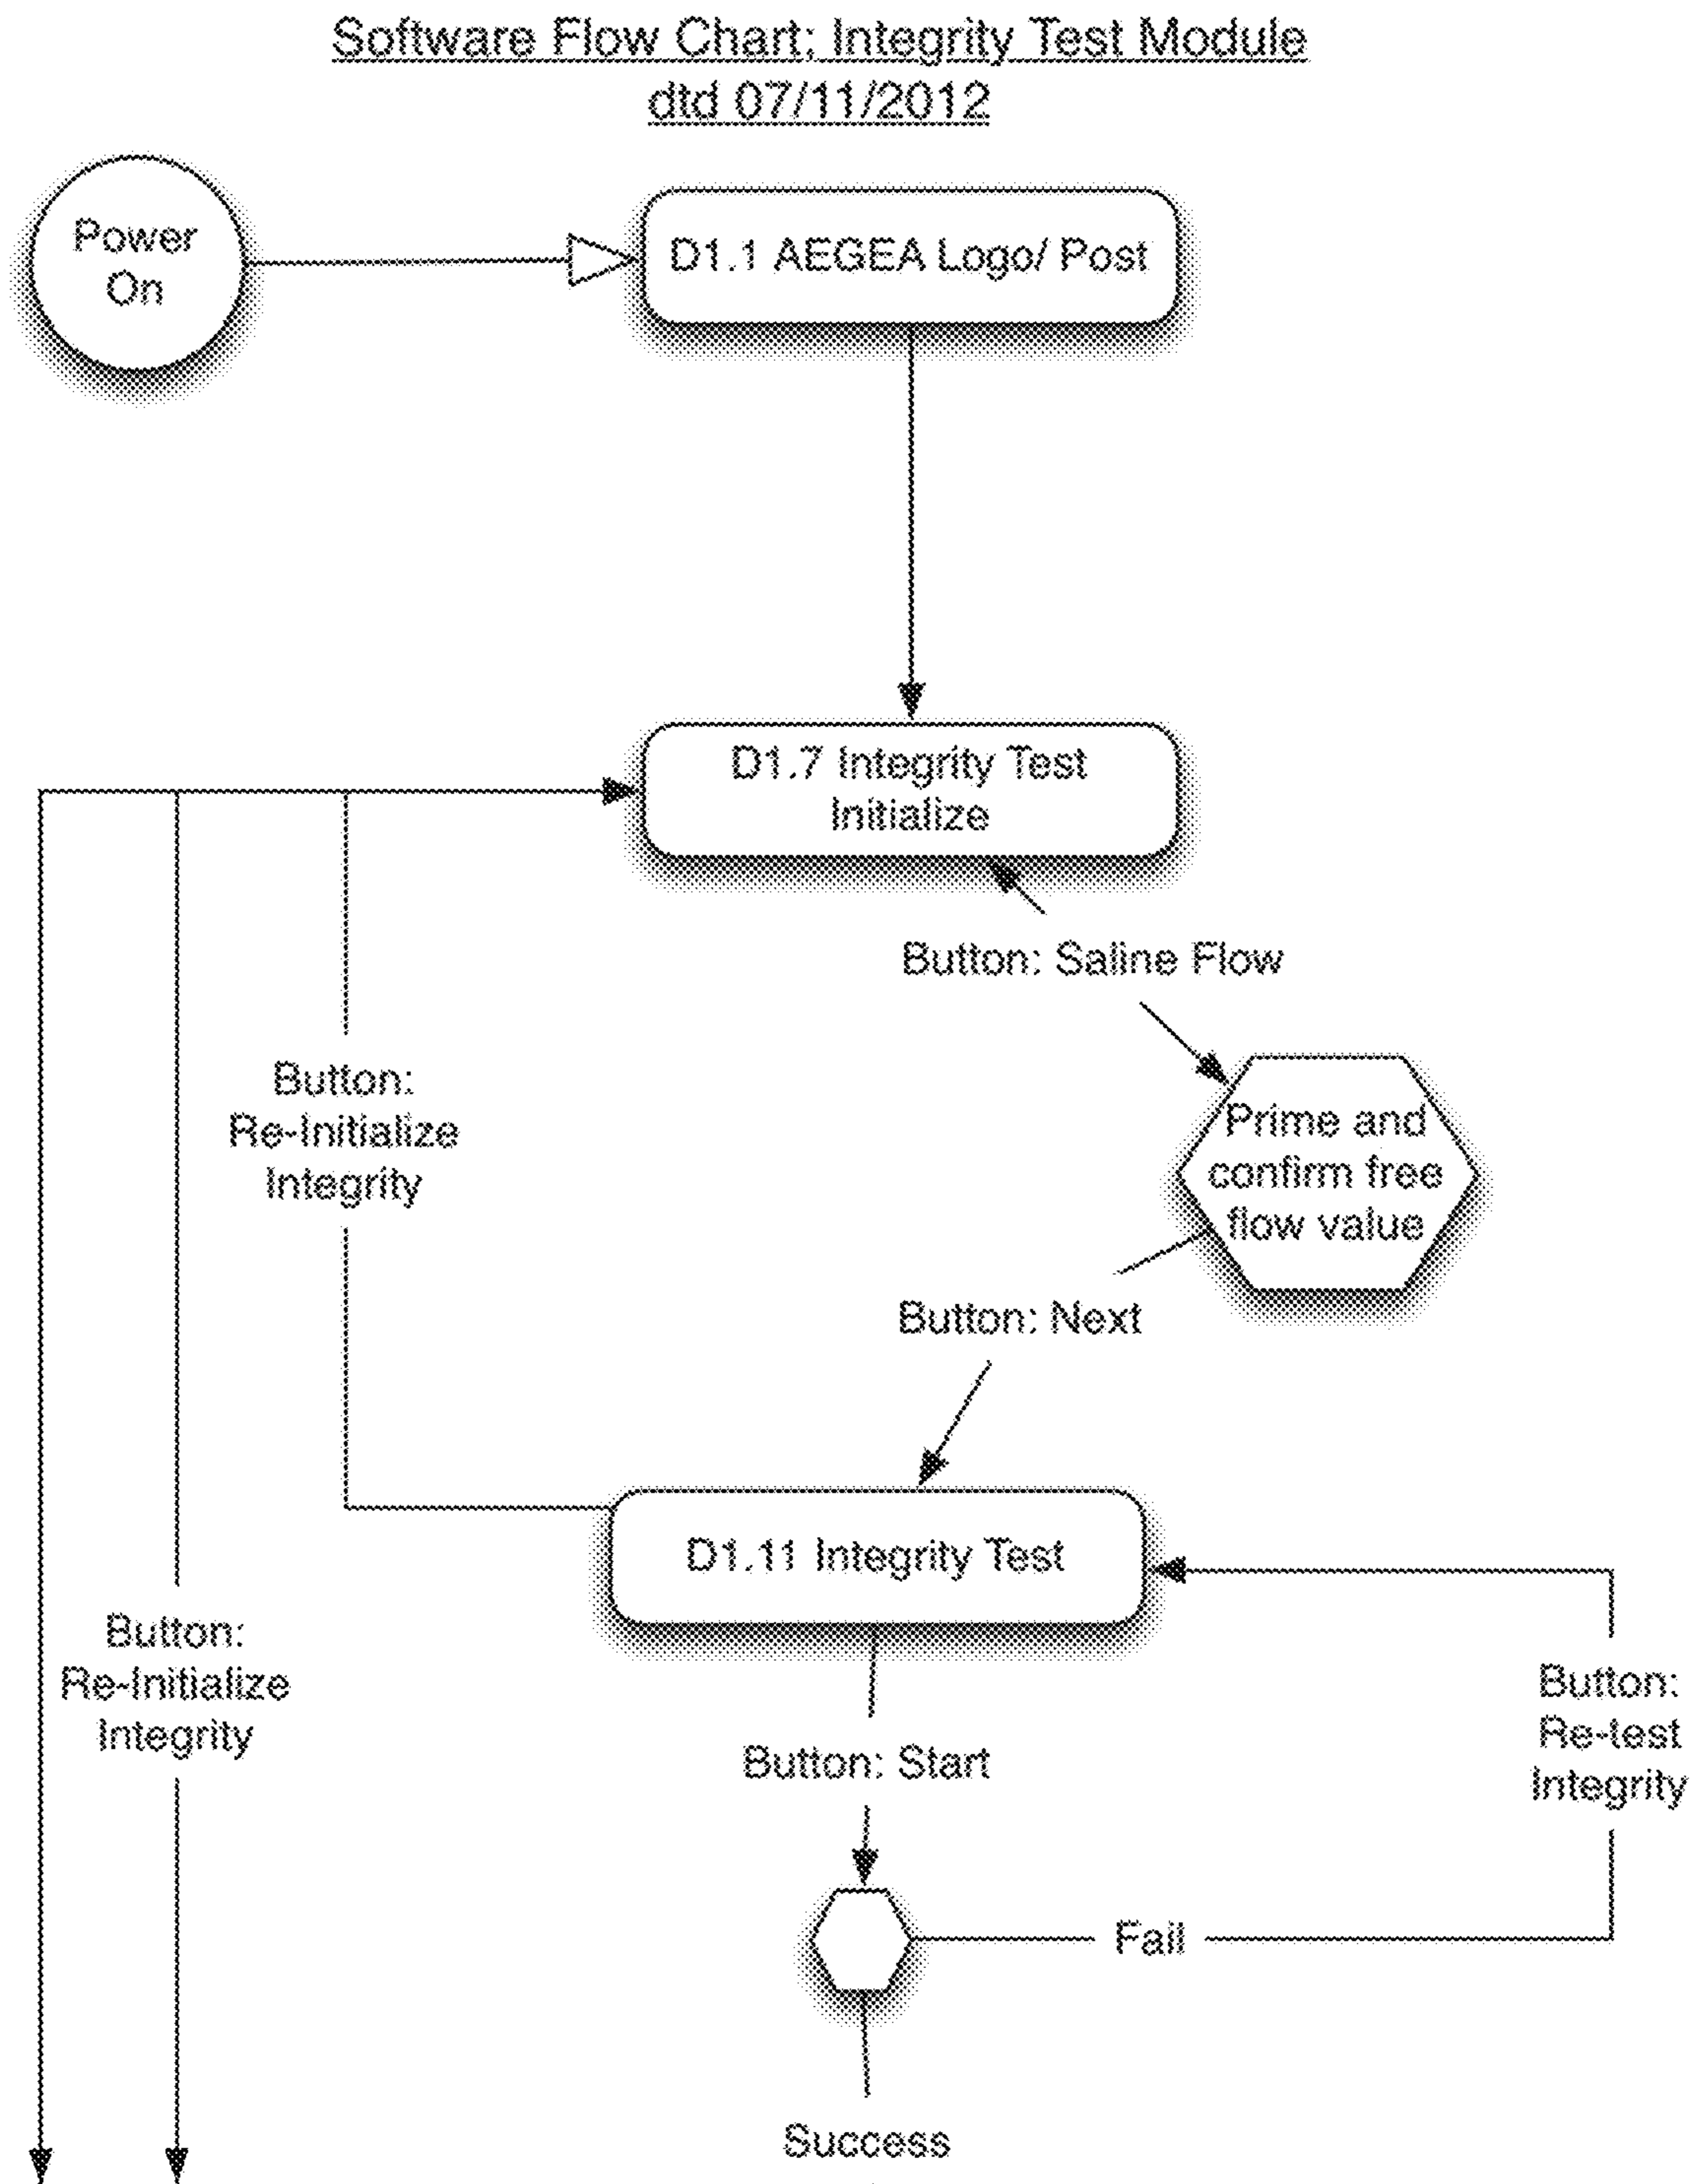 Software Flow Chart; Integrity Test Module
dtd 07/11/2012
Power
On
D1.1 AEGEA Logo/ Post
D1.7 Integrity Test
Initialize
Button: Saline Flow
Button:
Re-Initialize
Integrity
Prime and
confirm free
flow value
Button: Next
D1.11 Integrity Test
Button:
Re-Initialize
Integrity
Button:
Re-test
Integrity
Button: Start
Fail
Success